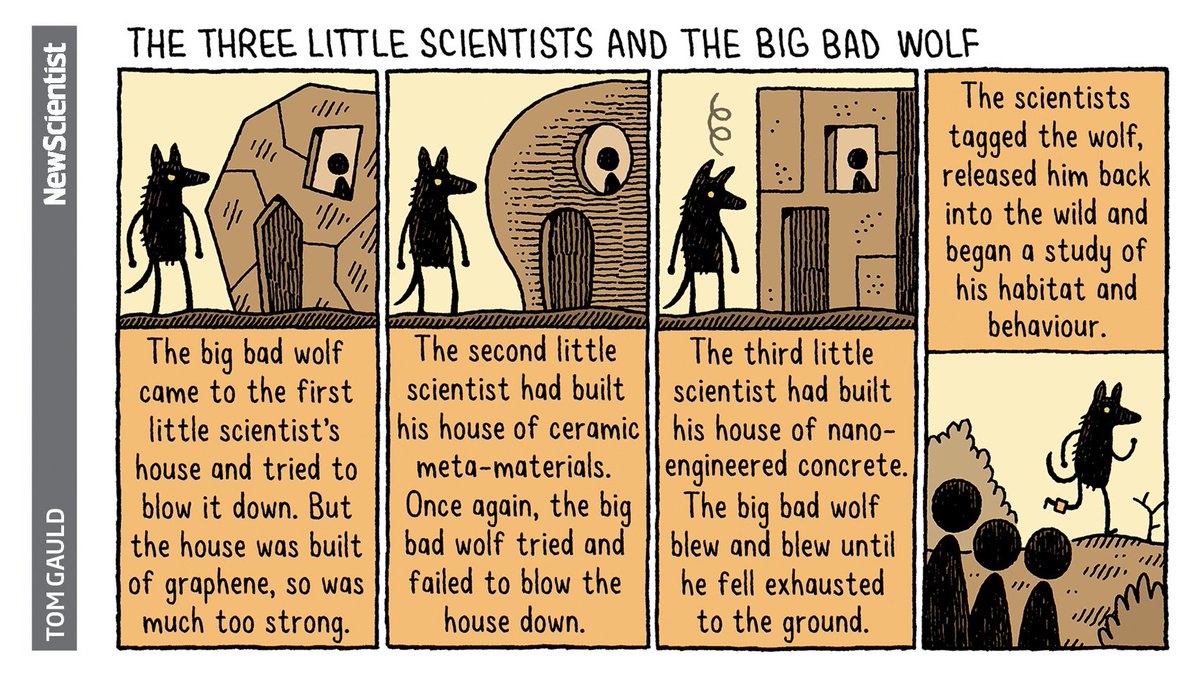 THE THREE LITTLE SCIENTISTS AND THE BIG BAD WOLF
NewScientist
TOM GAULD
The big bad wolf
came to the first
little scientist's
house and tried to
blow it down. But
the house was built
of graphene, so was
much too strong.
The second little
scientist had built
his house of ceramic
meta-materials.
Once again, the big
bad wolf tried and
failed to blow the
house down.
The third little
scientist had built
his house of nano-
engineered concrete.
The big bad wolf
blew and blew until
he fell exhausted
to the ground.
The scientists
tagged the wolf,
released him back
into the wild and
began a study of
his habitat and
behaviour.